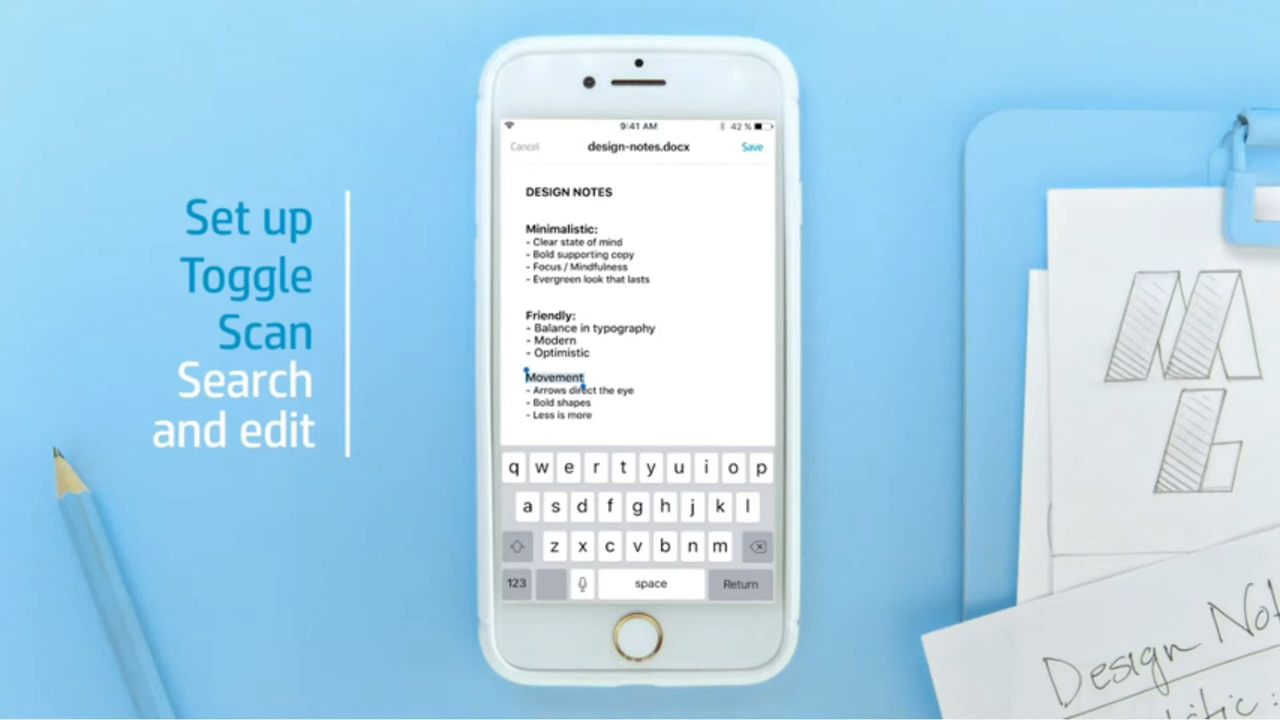 Set up
Toggle
Scan
Search
and edit
9:41 AM
42 %
Cancel
design-notes.docx
Save
DESIGN NOTES
Minimalistic:
- Clear state of mind
- Bold supporting copy
- Focus / Mindfulness
- Evergreen look that lasts
Friendly:
- Balance in typography
- Modern
- Optimistic
Movement
- Arrows direct the eye
- Bold shapes
- Less is more
q w e r t y u i o p
a s d f g h j k l
z x c v b n m
123
space
Return
Design Not